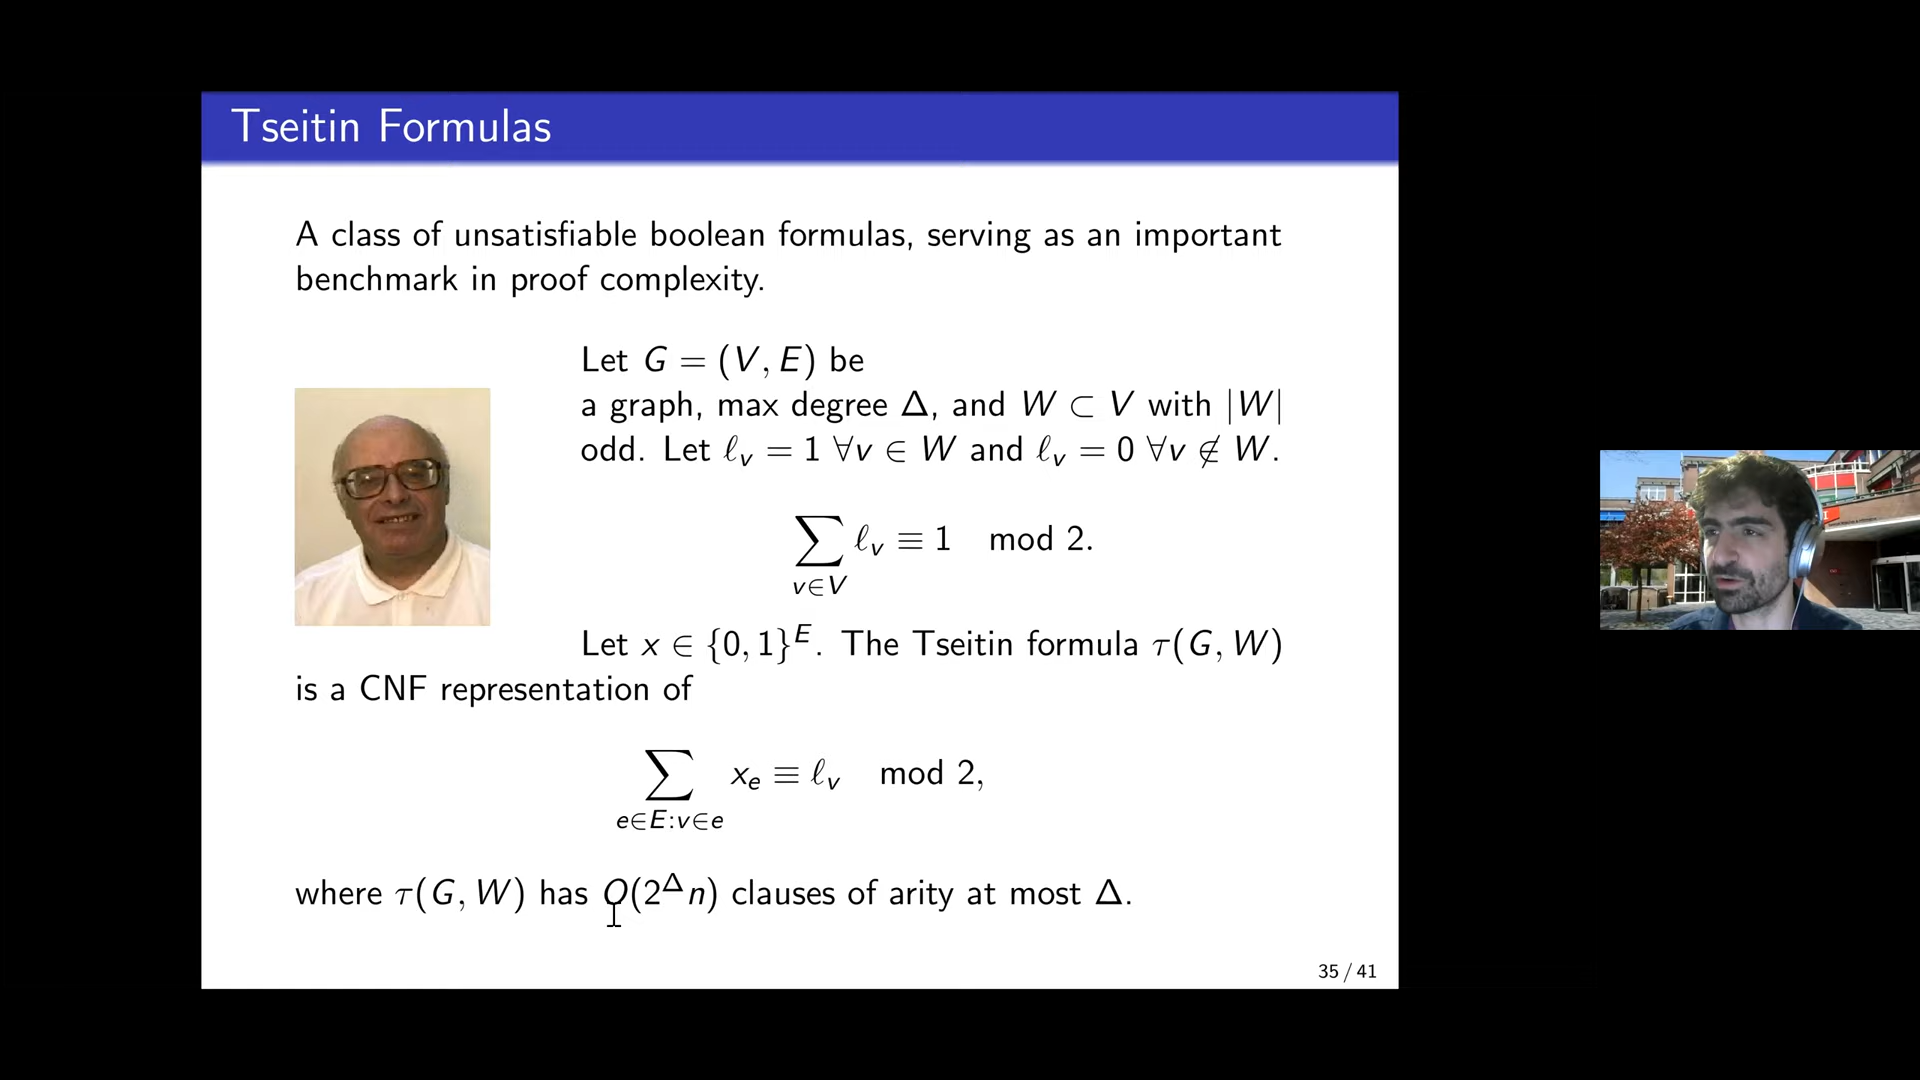 Tseitin Formulas
A class of unsatisfiable boolean formulas, serving as an important
benchmark in proof complexity.
Let G = (V, E) be
a graph, max degree Δ, and W ⊂ V with |W|
odd. Let ℓ_v = 1 ∀v ∈ W and ℓ_v = 0 ∀v ∉ W.
∑_{v∈V} ℓ_v ≡ 1 mod 2.
Let x ∈ {0, 1}^E. The Tseitin formula τ(G, W)
is a CNF representation of
∑_{e∈E:v∈e} x_e ≡ ℓ_v mod 2,
where τ(G, W) has O(2^Δ n) clauses of arity at most Δ.
35 / 41